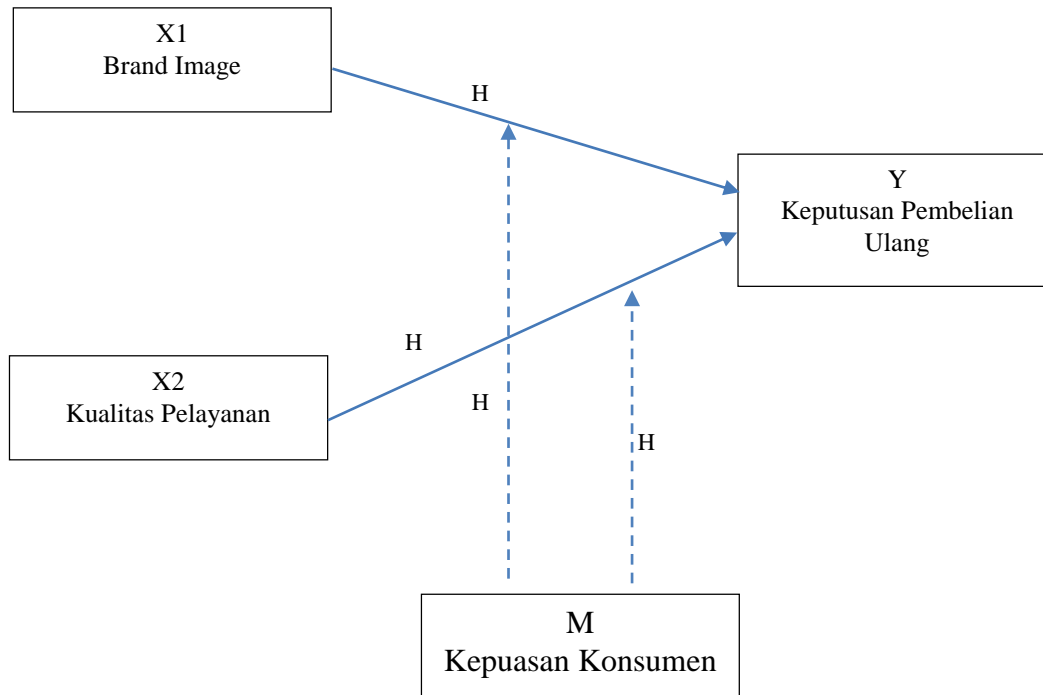 X1
Brand Image
H
Y
Keputusan Pembelian
Ulang
H
X2
Kualitas Pelayanan
H
H
M
Kepuasan Konsumen